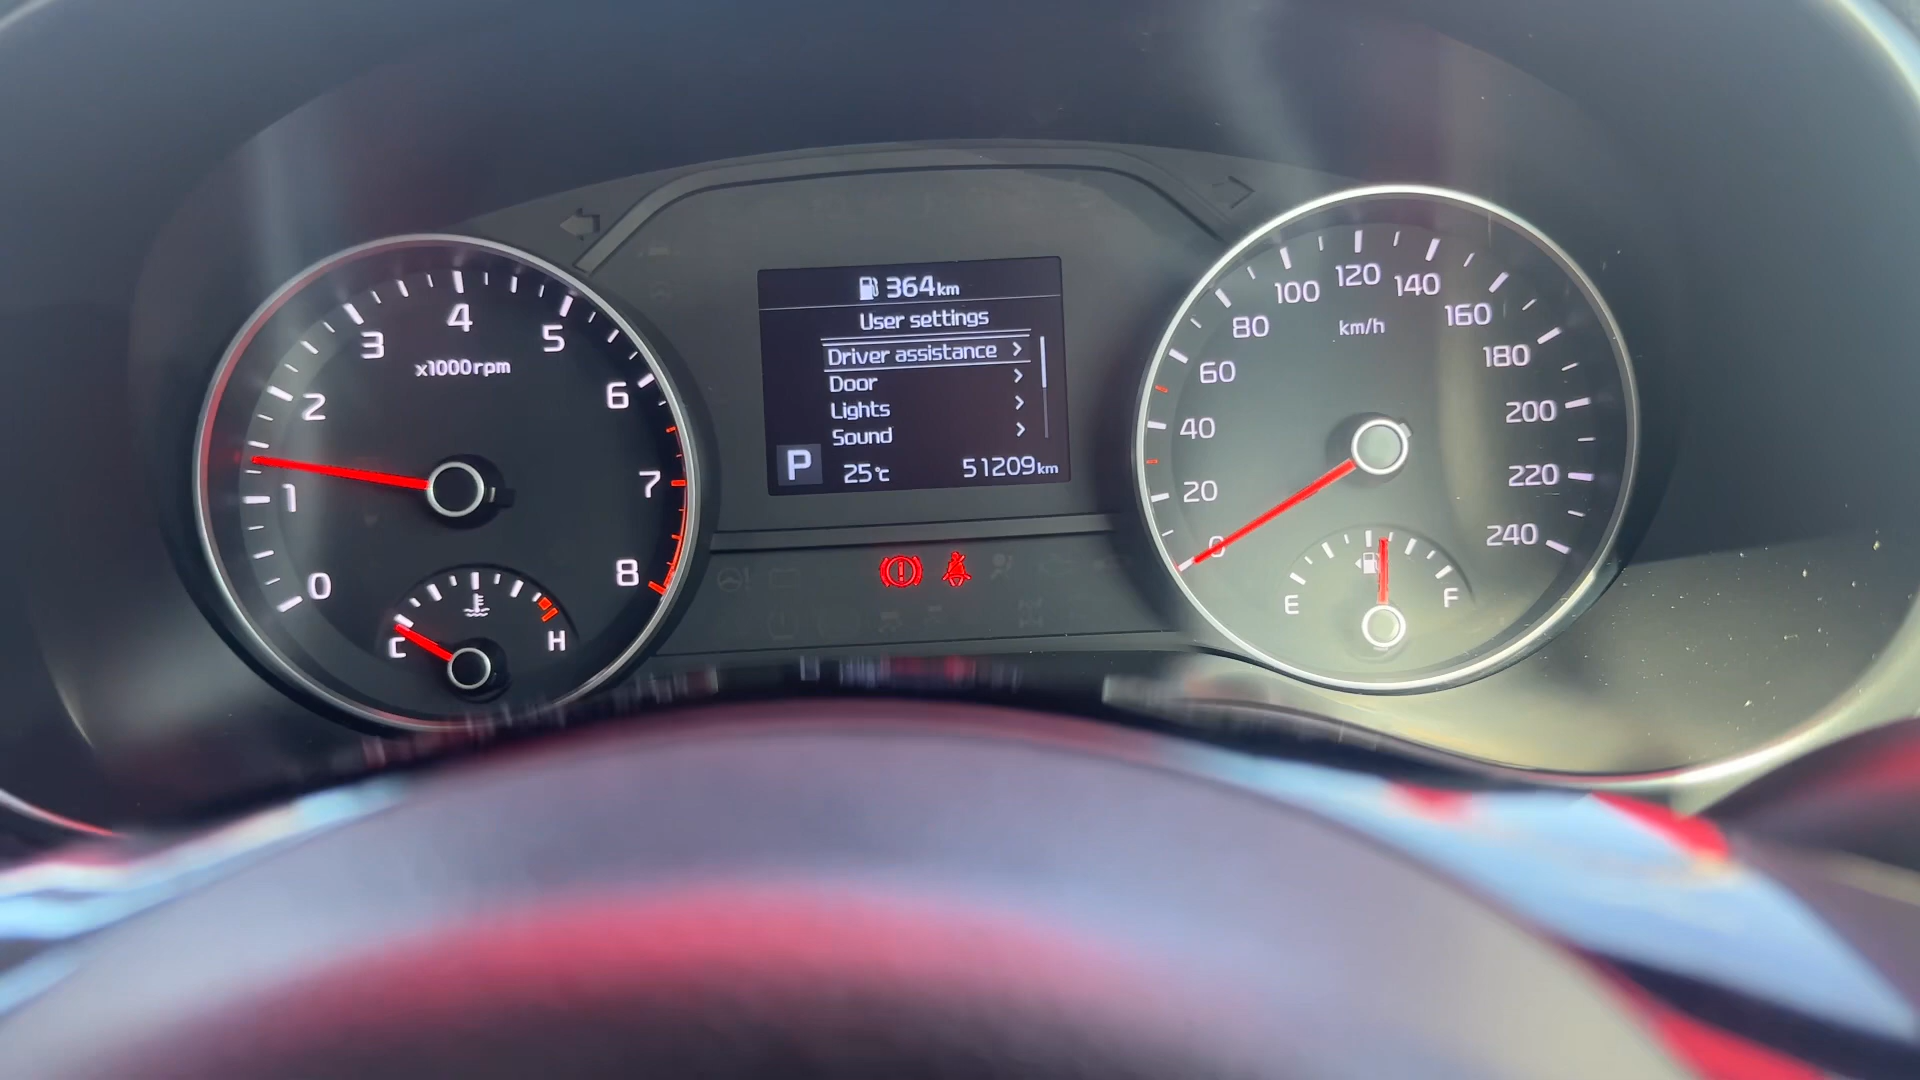 0
1
2
3
4
5
6
7
8
x1000rpm
C
H
364km
User settings
Driver assistance >
Door >
Lights >
Sound >
P
25°C
51209km
0
20
40
60
80
100
120
140
160
180
200
220
240
km/h
E
F